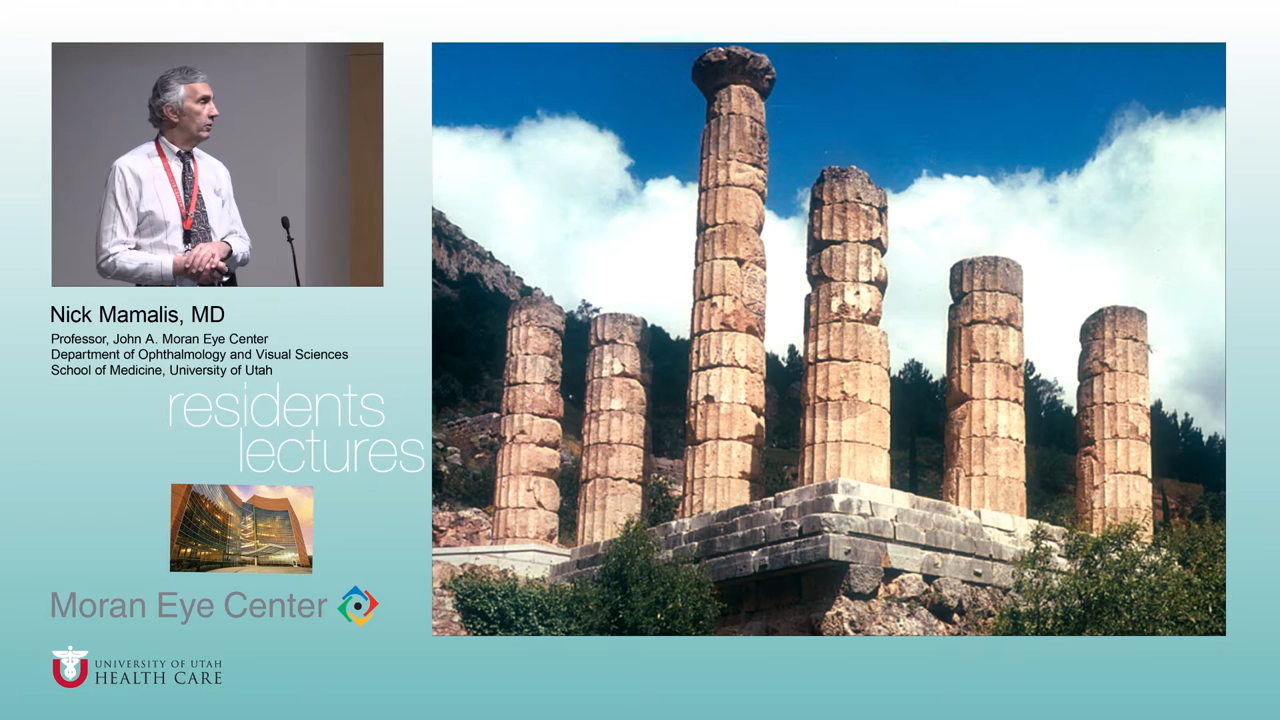 Nick Mamalis, MD
Professor, John A. Moran Eye Center
Department of Ophthalmology and Visual Sciences
School of Medicine, University of Utah
residents
lectures
Moran Eye Center
UNIVERSITY OF UTAH
HEALTH CARE